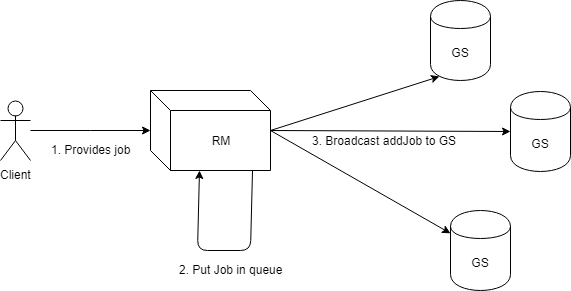 GS
RM
1. Provides job
3. Broadcast addJob to GS
GS
Client
2. Put Job in queue
GS